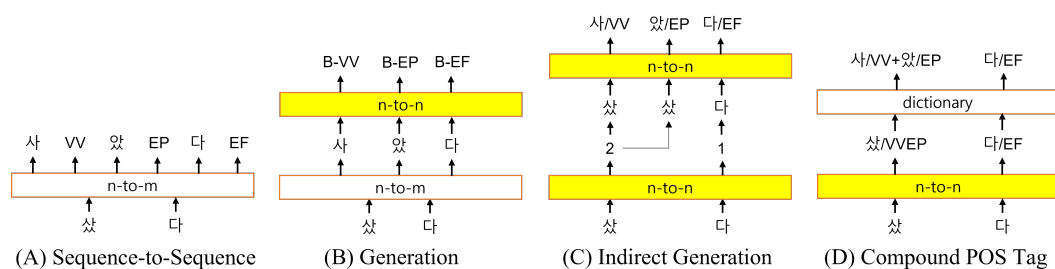 사 VV 았 EP 다 EF
n-to-m
샀 다
(A) Sequence-to-Sequence
B-VV B-EP B-EF
n-to-n
사 았 다
n-to-m
샀 다
(B) Generation
사/VV 았/EP 다/EF
n-to-n
샀 샀 다
2 1
n-to-n
샀 다
(C) Indirect Generation
사/VV+았/EP 다/EF
dictionary
샀/VVEP 다/EF
n-to-n
샀 다
(D) Compound POS Tag